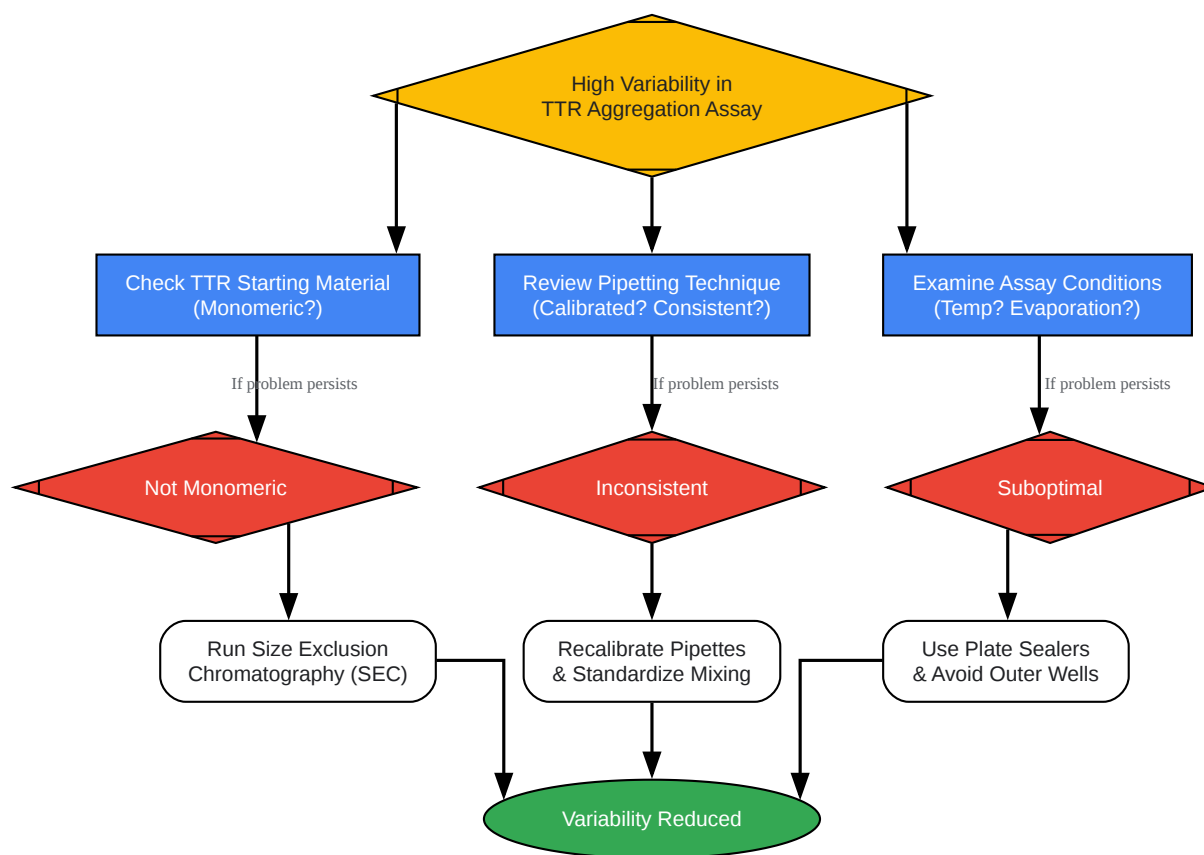 High Variability in
TTR Aggregation Assay
Check TTR Starting Material
(Monomeric?)
Review Pipetting Technique
(Calibrated? Consistent?)
Examine Assay Conditions
(Temp? Evaporation?)
If problem persists
If problem persists
If problem persists
Not Monomeric
Inconsistent
Suboptimal
Run Size Exclusion
Chromatography (SEC)
Recalibrate Pipettes
& Standardize Mixing
Use Plate Sealers
& Avoid Outer Wells
Variability Reduced